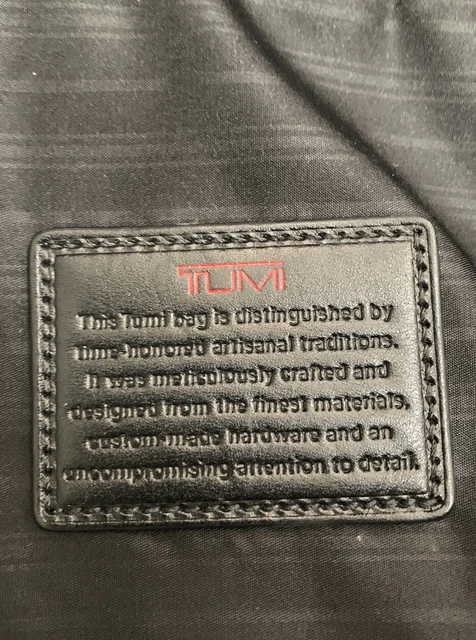 TUMI
This Tumi bag is distinguished by
time-honored artisanal traditions.
It was meticulously crafted and
designed from the finest materials,
custom-made hardware and an
uncompromising attention to detail.